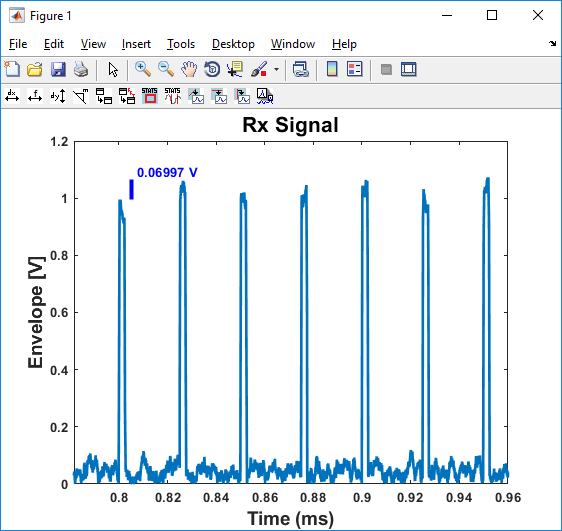 Figure 1
File Edit View Insert Tools Desktop Window Help
STATS STATS
Rx Signal
0.06997 V
1.2
1
0.8
0.6
0.4
0.2
0
Envelope [V]
0.8 0.82 0.84 0.86 0.88 0.9 0.92 0.94 0.96
Time (ms)